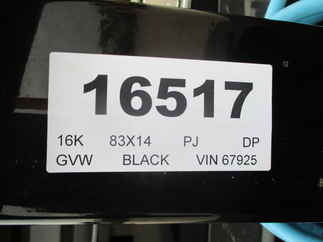 16517
16K 83X14 PJ DP
GVW BLACK VIN 67925